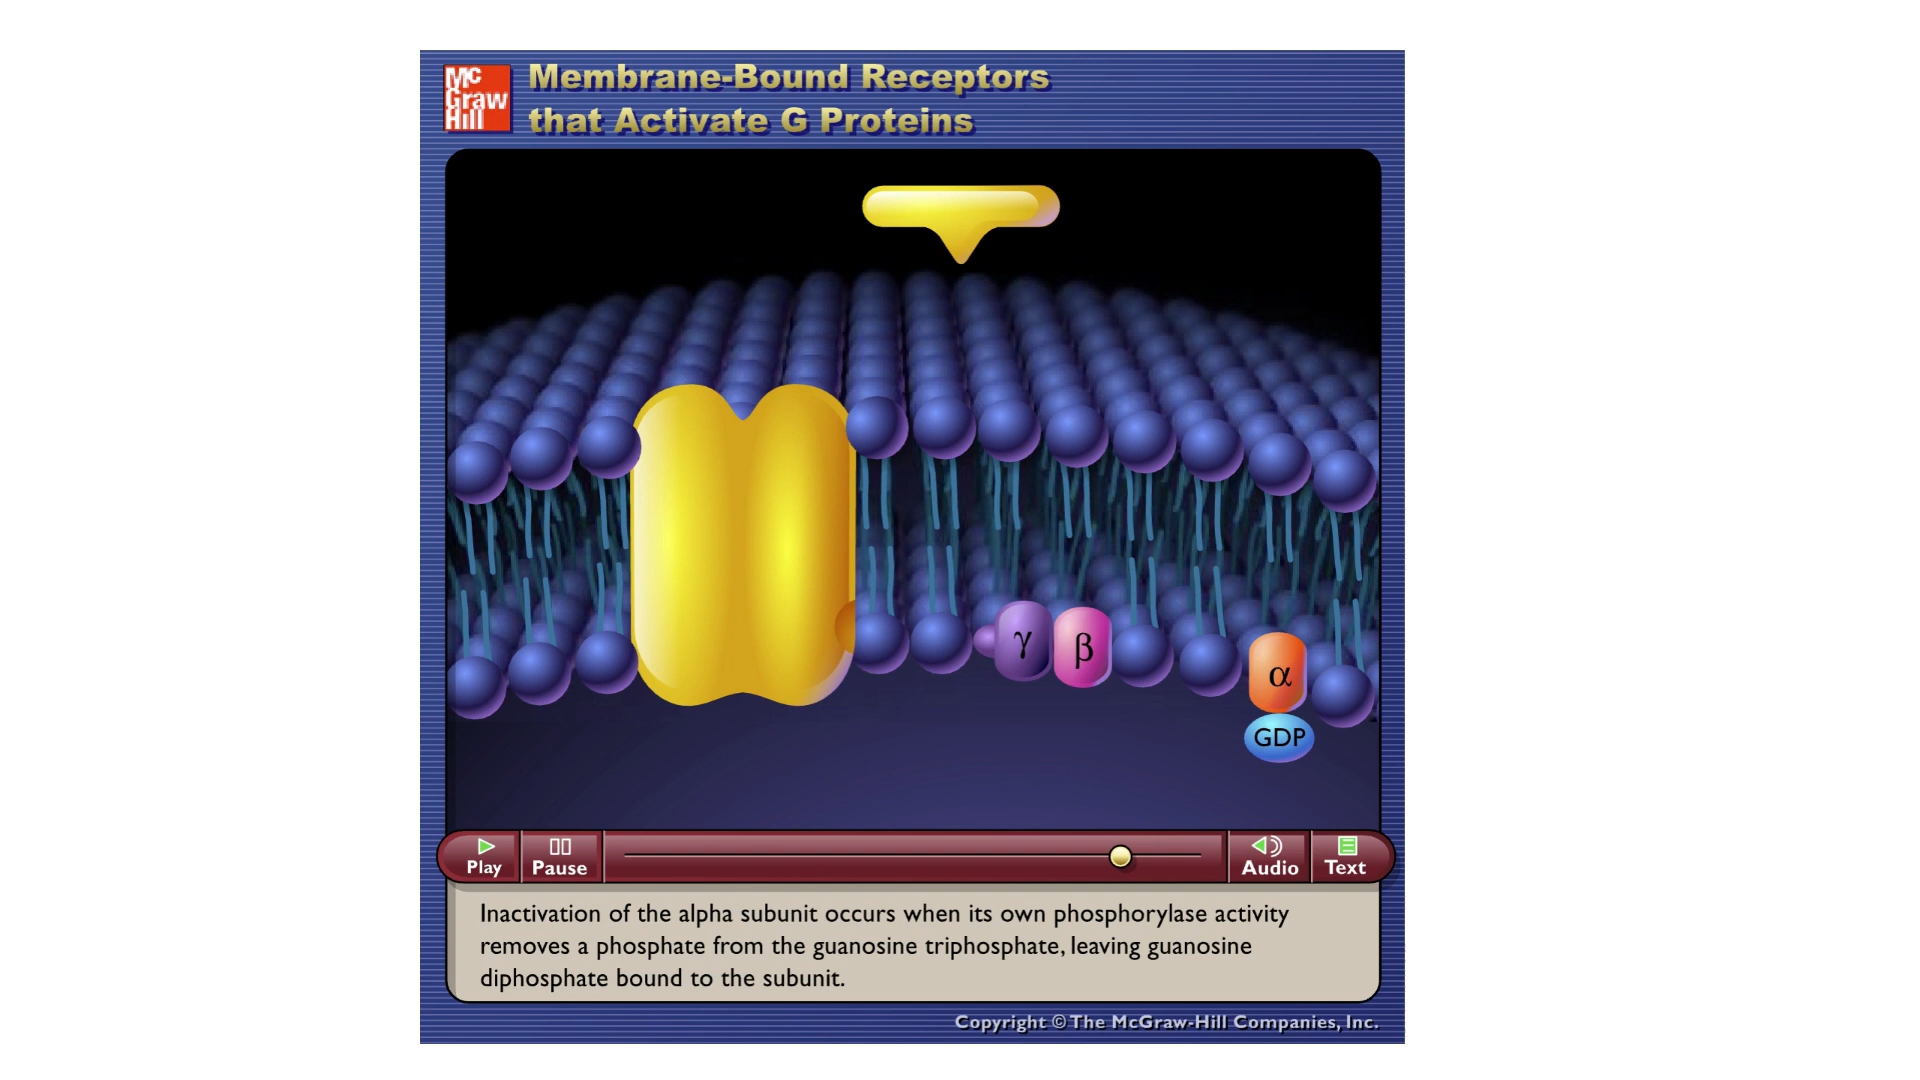 Mc
Graw
Hill
Membrane-Bound Receptors
that Activate G Proteins
γ
β
α
GDP
Play
Pause
Audio
Text
Inactivation of the alpha subunit occurs when its own phosphorylase activity
removes a phosphate from the guanosine triphosphate, leaving guanosine
diphosphate bound to the subunit.
Copyright © The McGraw-Hill Companies, Inc.